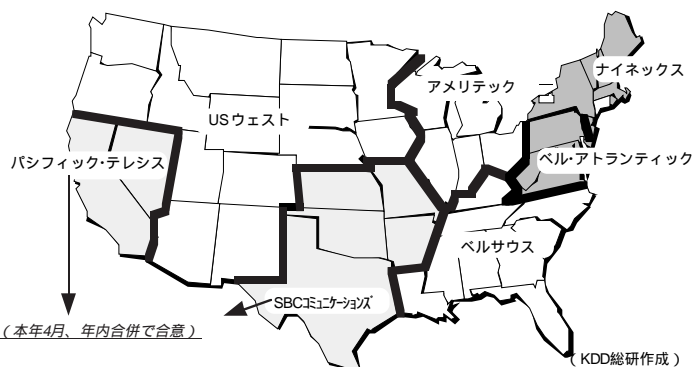 ナイネックス
アメリテック
USウェスト
パシフィック・テレシス
ベル・アトランティック
ベルサウス
SBCコミュニケーションズ
（本年4月、年内合併で合意）
（KDD総研作成）